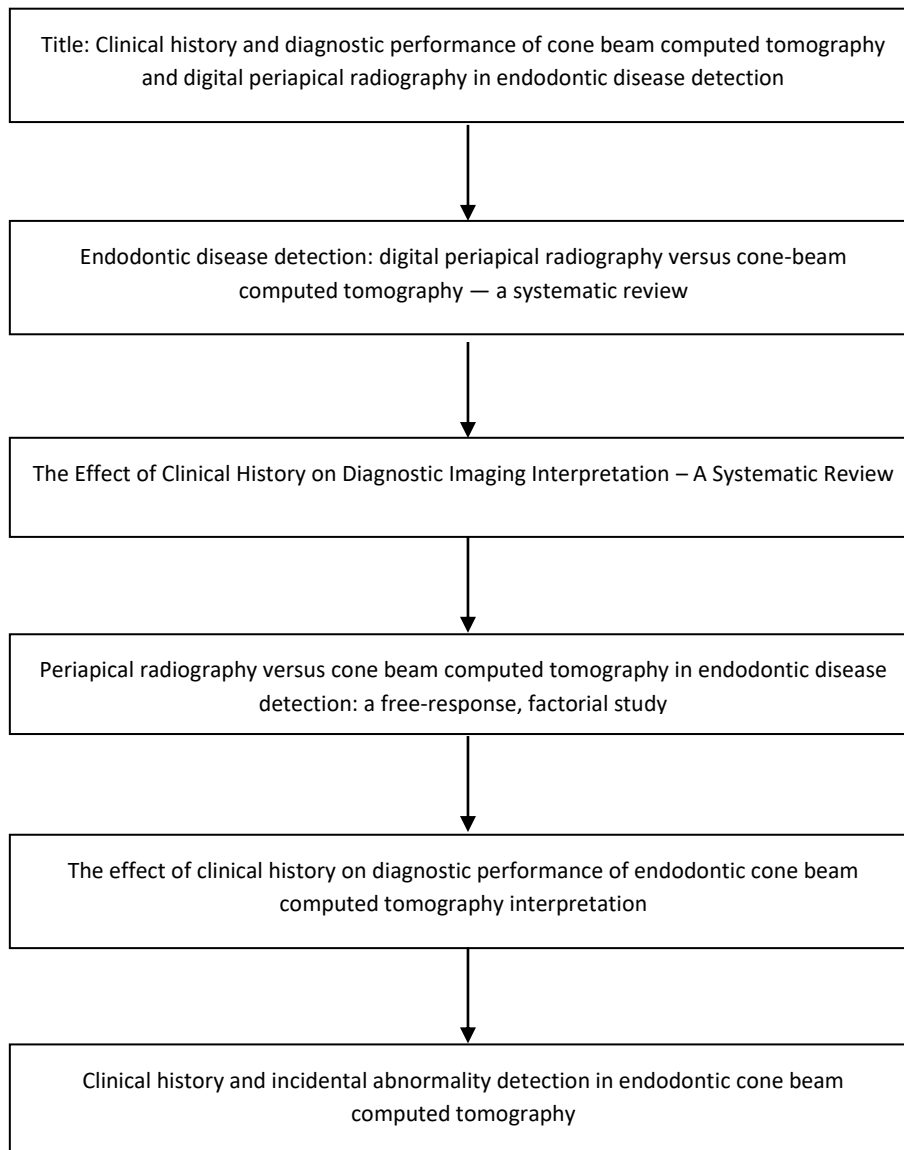 Title: Clinical history and diagnostic performance of cone beam computed tomography
and digital periapical radiography in endodontic disease detection
Endodontic disease detection: digital periapical radiography versus cone-beam
computed tomography — a systematic review
The Effect of Clinical History on Diagnostic Imaging Interpretation – A Systematic Review
Periapical radiography versus cone beam computed tomography in endodontic disease
detection: a free-response, factorial study
The effect of clinical history on diagnostic performance of endodontic cone beam
computed tomography interpretation
Clinical history and incidental abnormality detection in endodontic cone beam
computed tomography